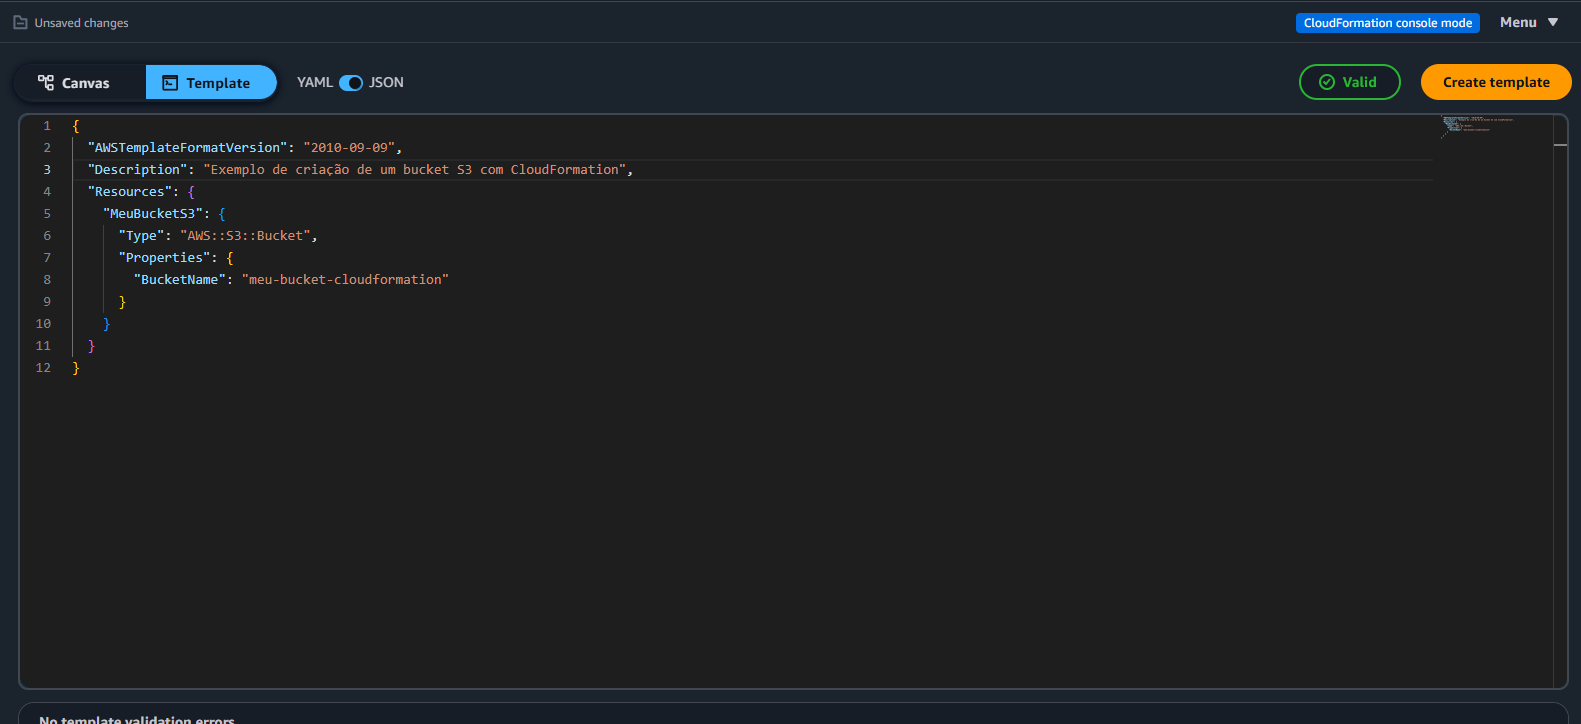 Unsaved changes
CloudFormation console mode
Menu
Canvas
Template
YAML
JSON
Valid
Create template
1 {
2 "AWSTemplateFormatVersion": "2010-09-09",
3 "Description": "Exemplo de criação de um bucket S3 com CloudFormation",
4 "Resources": {
5 "MeuBucketS3": {
6 "Type": "AWS::S3::Bucket",
7 "Properties": {
8 "BucketName": "meu-bucket-cloudformation"
9 }
10 }
11 }
12 }
No template validation errors